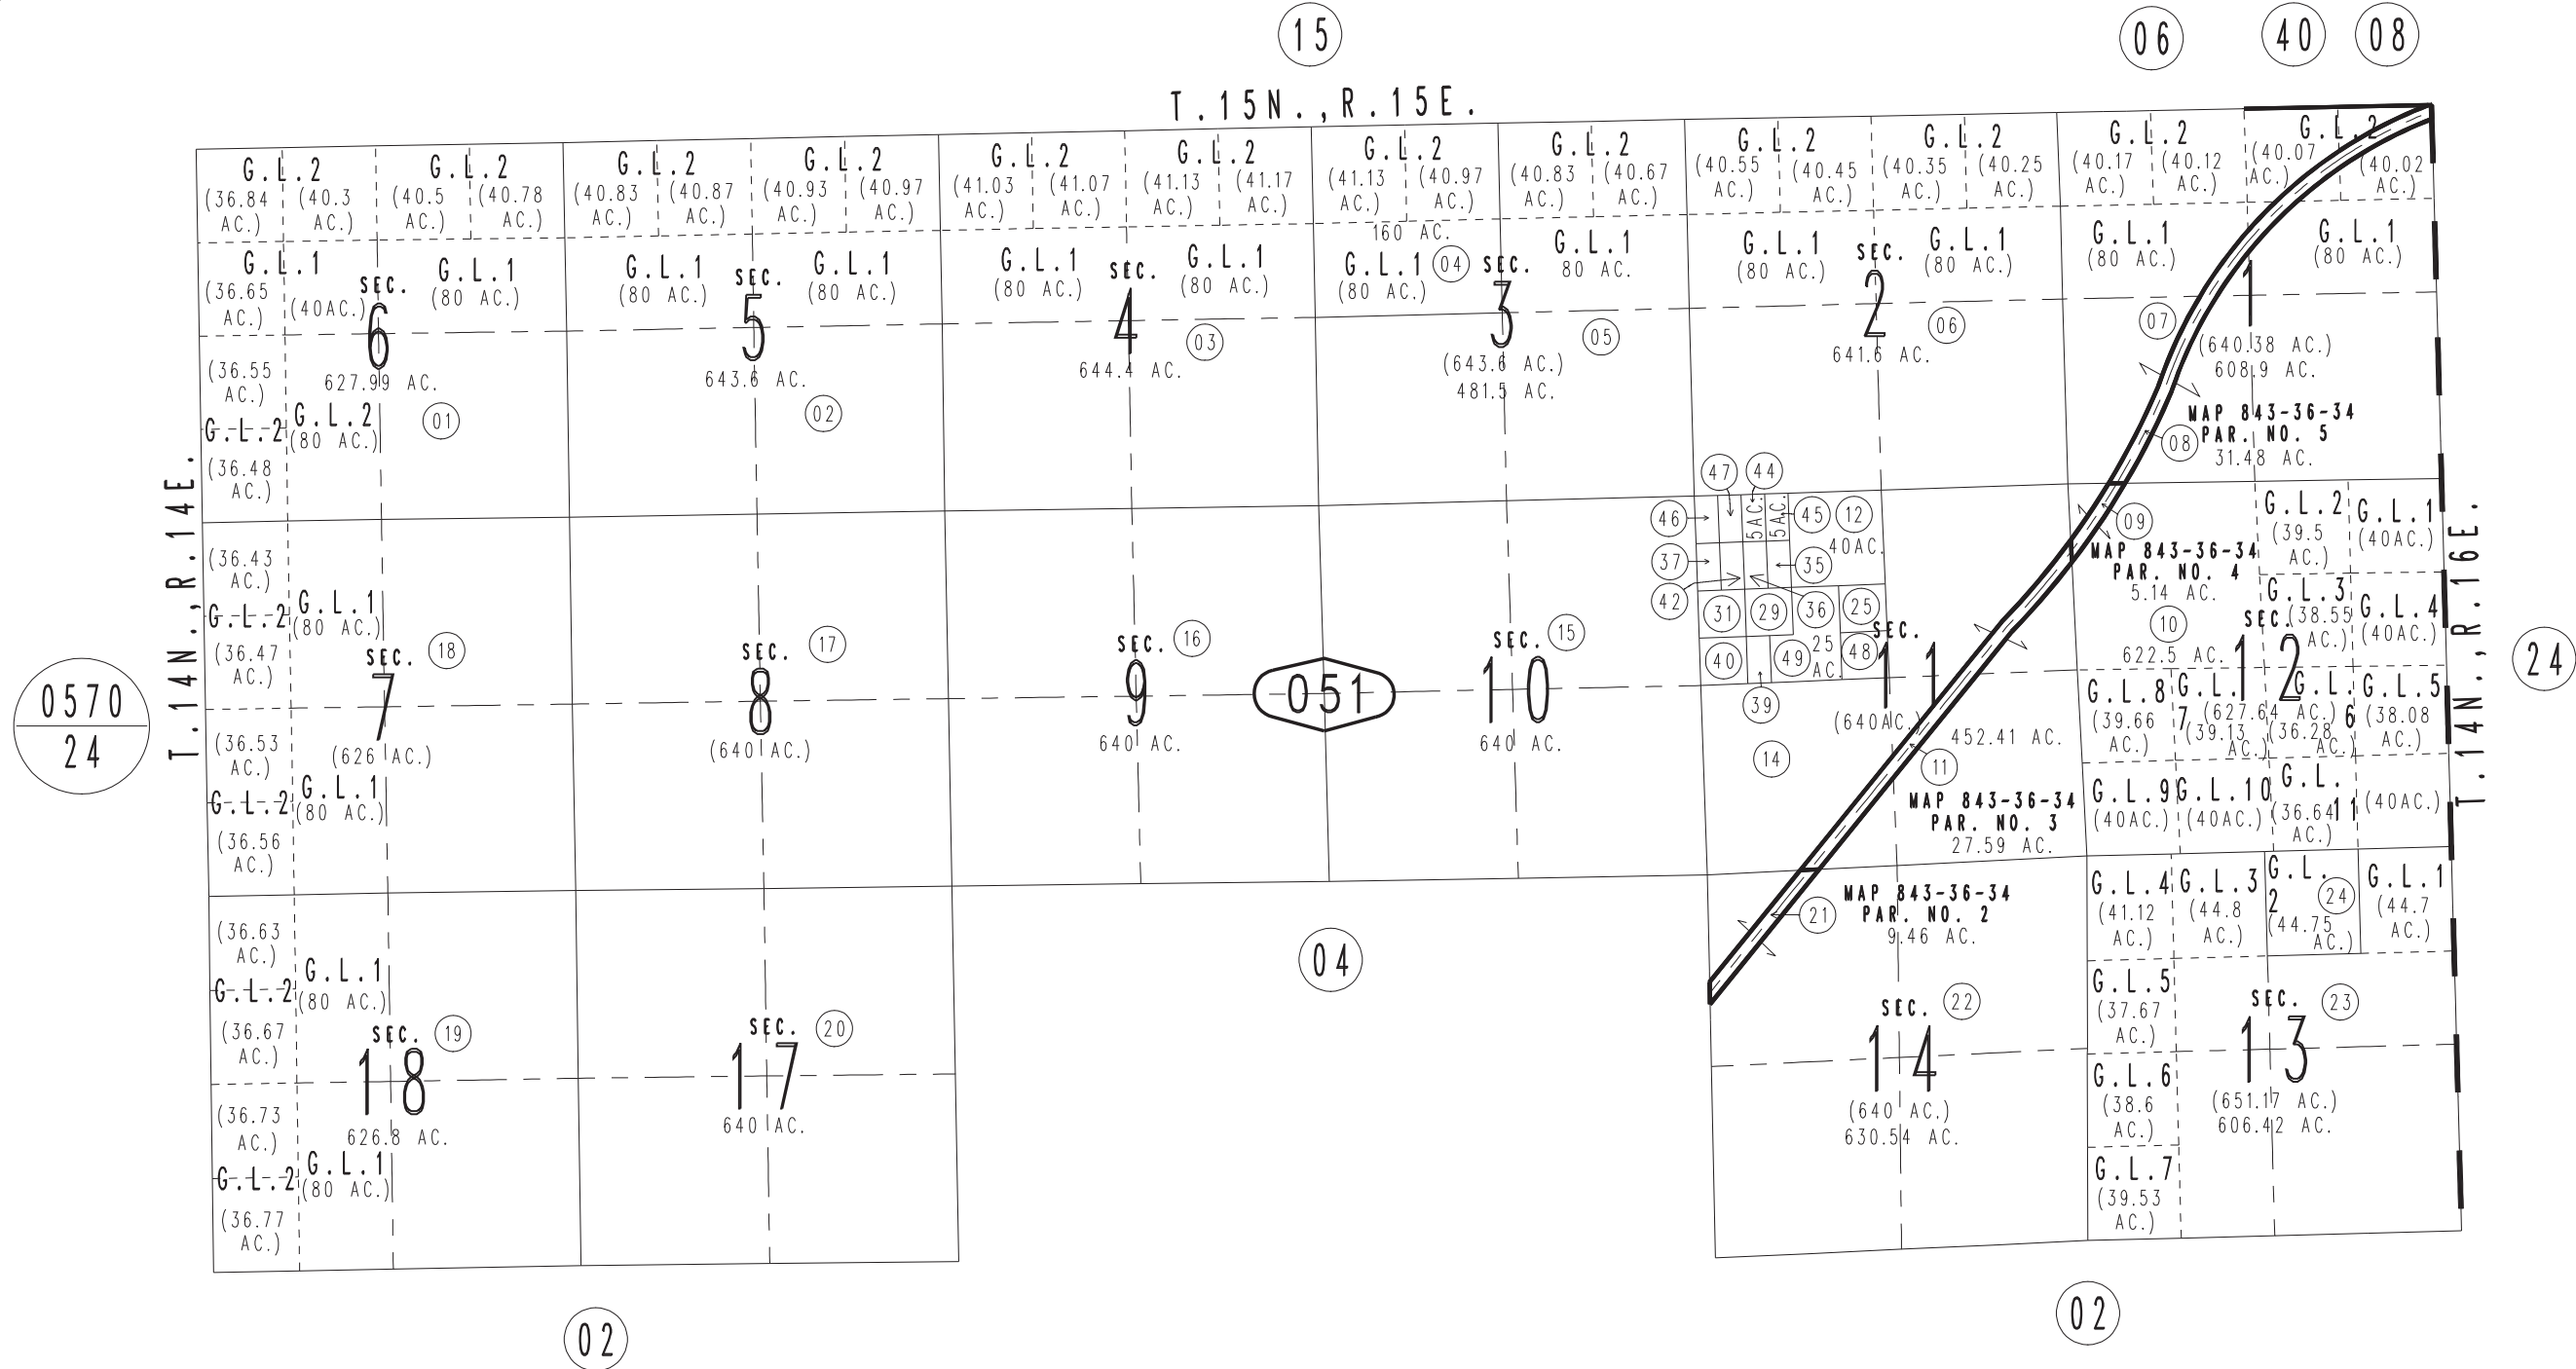 15
06
40
08
T.15N.,R.15E.
G.L.2
G.L.2
G.L.2
G.L.2
G.L.2
G.L.2
G.L.2
G.L.2
G.L.2
G.L.2
G.L.2
G.L.2
(36.84
AC.)
(40.3
AC.)
(40.5
AC.)
(40.78
AC.)
(40.83
AC.)
(40.87
AC.)
(40.93
AC.)
(40.97
AC.)
(41.03
AC.)
(41.07
AC.)
(41.13
AC.)
(41.17
AC.)
(41.13
AC.)
(40.97
AC.)
(40.83
AC.)
(40.67
AC.)
(40.55
AC.)
(40.45
AC.)
(40.35
AC.)
(40.25
AC.)
(40.17
AC.)
(40.12
AC.)
(40.07
AC.)
(40.02
AC.)
G.L.1
(36.65
AC.)
(40AC.)
SEC.
6
627.99 AC.
G.L.1
(80 AC.)
01
(36.55
AC.)
G.L.2
G.L.2
(80 AC.)
(36.48
AC.)
G.L.1
(80 AC.)
SEC.
5
643.6 AC.
G.L.1
(80 AC.)
02
G.L.1
(80 AC.)
SEC.
4
644.4 AC.
G.L.1
(80 AC.)
03
160 AC.
G.L.1
(80 AC.)
04
SEC.
3
(643.6 AC.)
481.5 AC.
G.L.1
80 AC.
05
G.L.1
(80 AC.)
SEC.
2
641.6 AC.
G.L.1
(80 AC.)
06
G.L.1
(80 AC.)
07
1
(640.38 AC.)
608.9 AC.
G.L.1
(80 AC.)
MAP 843-36-34
PAR. NO. 5
31.48 AC.
08
T.14N.,R.14E.
(36.43
AC.)
G.L.2
G.L.1
(80 AC.)
(36.47
AC.)
SEC.
7
18
(626 AC.)
(36.53
AC.)
G.L.2
G.L.1
(80 AC.)
(36.56
AC.)
SEC.
8
17
(640 AC.)
SEC.
9
16
640 AC.
051
SEC.
10
15
640 AC.
47
44
46
5AC.
5AC.
45
12
40AC.
37
35
42
31
29
36
25
40
49
25
AC.
48
39
SEC.
11
(640AC.)
14
452.41 AC.
11
MAP 843-36-34
PAR. NO. 3
27.59 AC.
09
MAP 843-36-34
PAR. NO. 4
5.14 AC.
10
622.5 AC.
SEC.
12
(627.64 AC.)
G.L.2
(39.5
AC.)
G.L.1
(40AC.)
G.L.3
(38.55
AC.)
G.L.4
(40AC.)
G.L.8
(39.66
AC.)
G.L.
7
(39.13
AC.)
G.L.
6
(36.28
AC.)
G.L.5
(38.08
AC.)
G.L.9
(40AC.)
G.L.10
(40AC.)
G.L.
11
(36.64
AC.)
(40AC.)
T.14N.,R.16E.
0570
24
24
(36.63
AC.)
G.L.2
G.L.1
(80 AC.)
(36.67
AC.)
SEC.
18
19
626.8 AC.
(36.73
AC.)
G.L.2
G.L.1
(80 AC.)
(36.77
AC.)
SEC.
17
20
640 AC.
04
MAP 843-36-34
PAR. NO. 2
9.46 AC.
21
SEC.
14
22
(640 AC.)
630.54 AC.
G.L.4
(41.12
AC.)
G.L.3
(44.8
AC.)
G.L.
2
24
(44.75
AC.)
G.L.1
(44.7
AC.)
G.L.5
(37.67
AC.)
SEC.
13
23
(651.17 AC.)
606.42 AC.
G.L.6
(38.6
AC.)
G.L.7
(39.53
AC.)
02
02